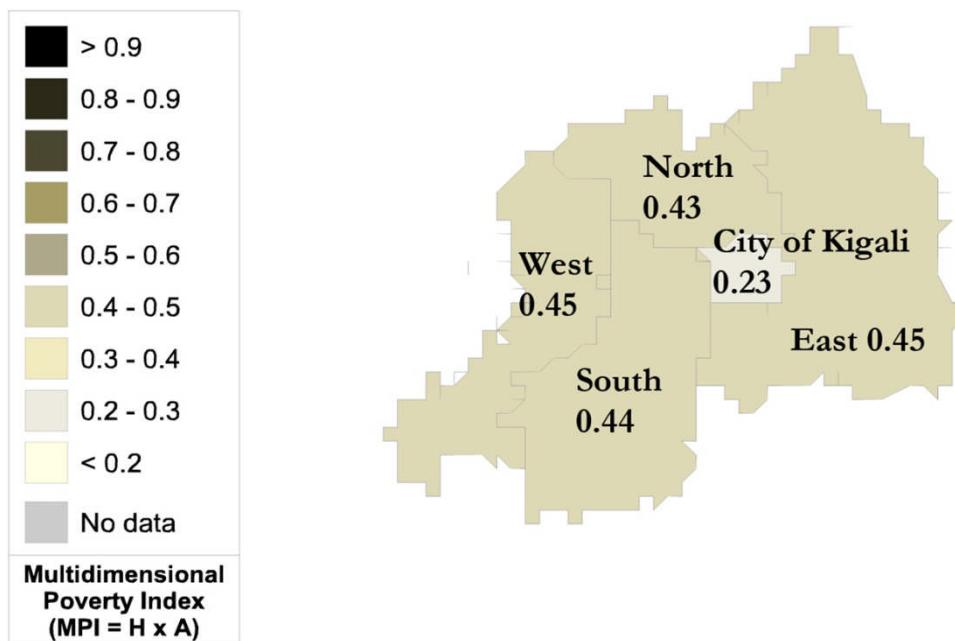 > 0.9
0.8 - 0.9
0.7 - 0.8
0.6 - 0.7
0.5 - 0.6
0.4 - 0.5
0.3 - 0.4
0.2 - 0.3
< 0.2
No data
Multidimensional
Poverty Index
(MPI = H x A)
North
0.43
City of Kigali
0.23
West
0.45
East 0.45
South
0.44